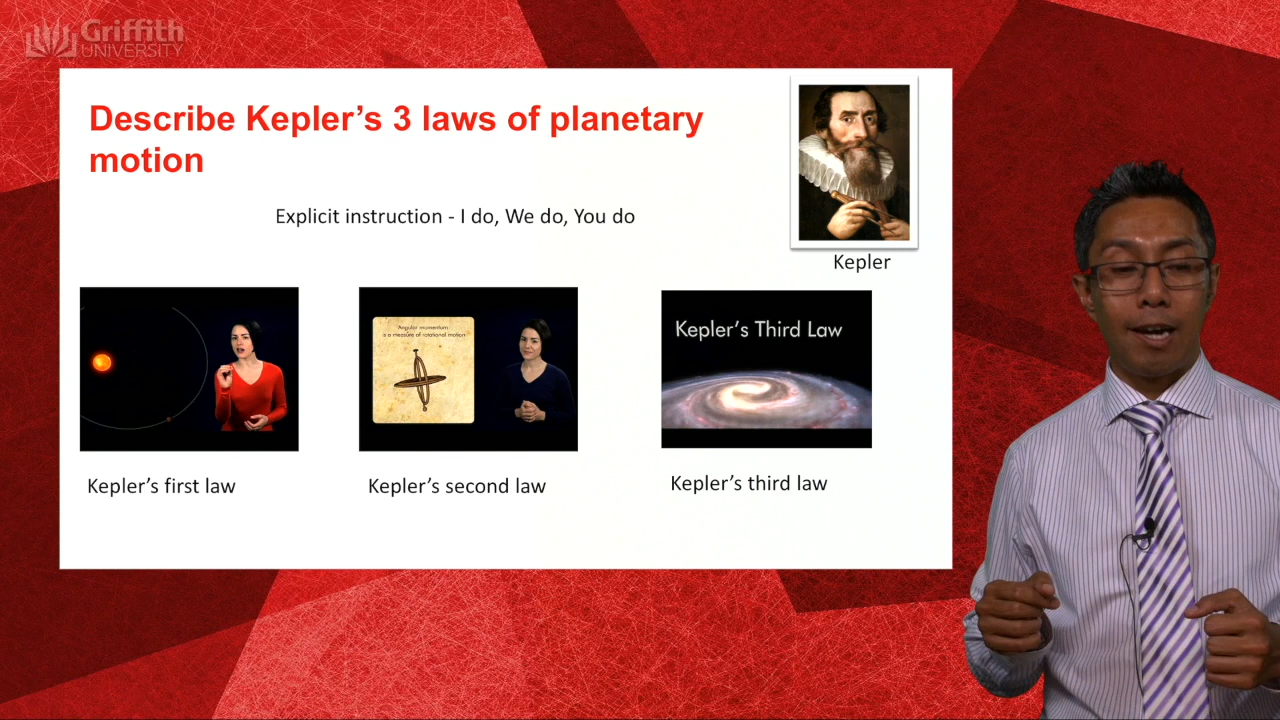 Griffith
UNIVERSITY
Describe Kepler's 3 laws of planetary
motion
Explicit instruction - I do, We do, You do
Kepler
Angular momentum
is a measure of rotational motion
Kepler's Third Law
Kepler's first law
Kepler's second law
Kepler's third law